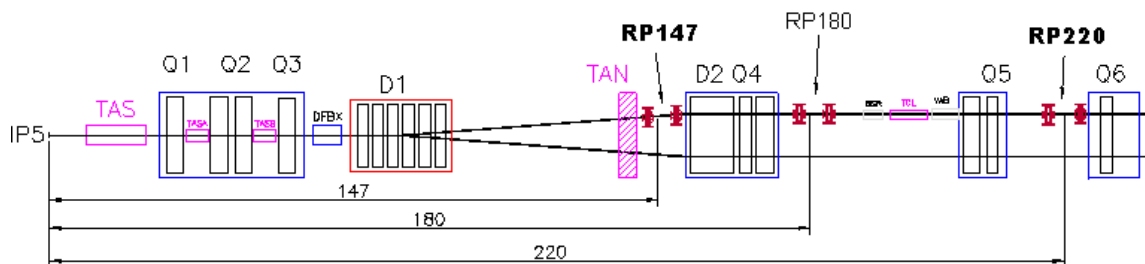 RP180
RP147
RP220
Q1 Q2 Q3
D1
TAN
D2 Q4
Q5
Q6
TAS
TASA
TASB
DFBX
TCL
IP5
147
180
220